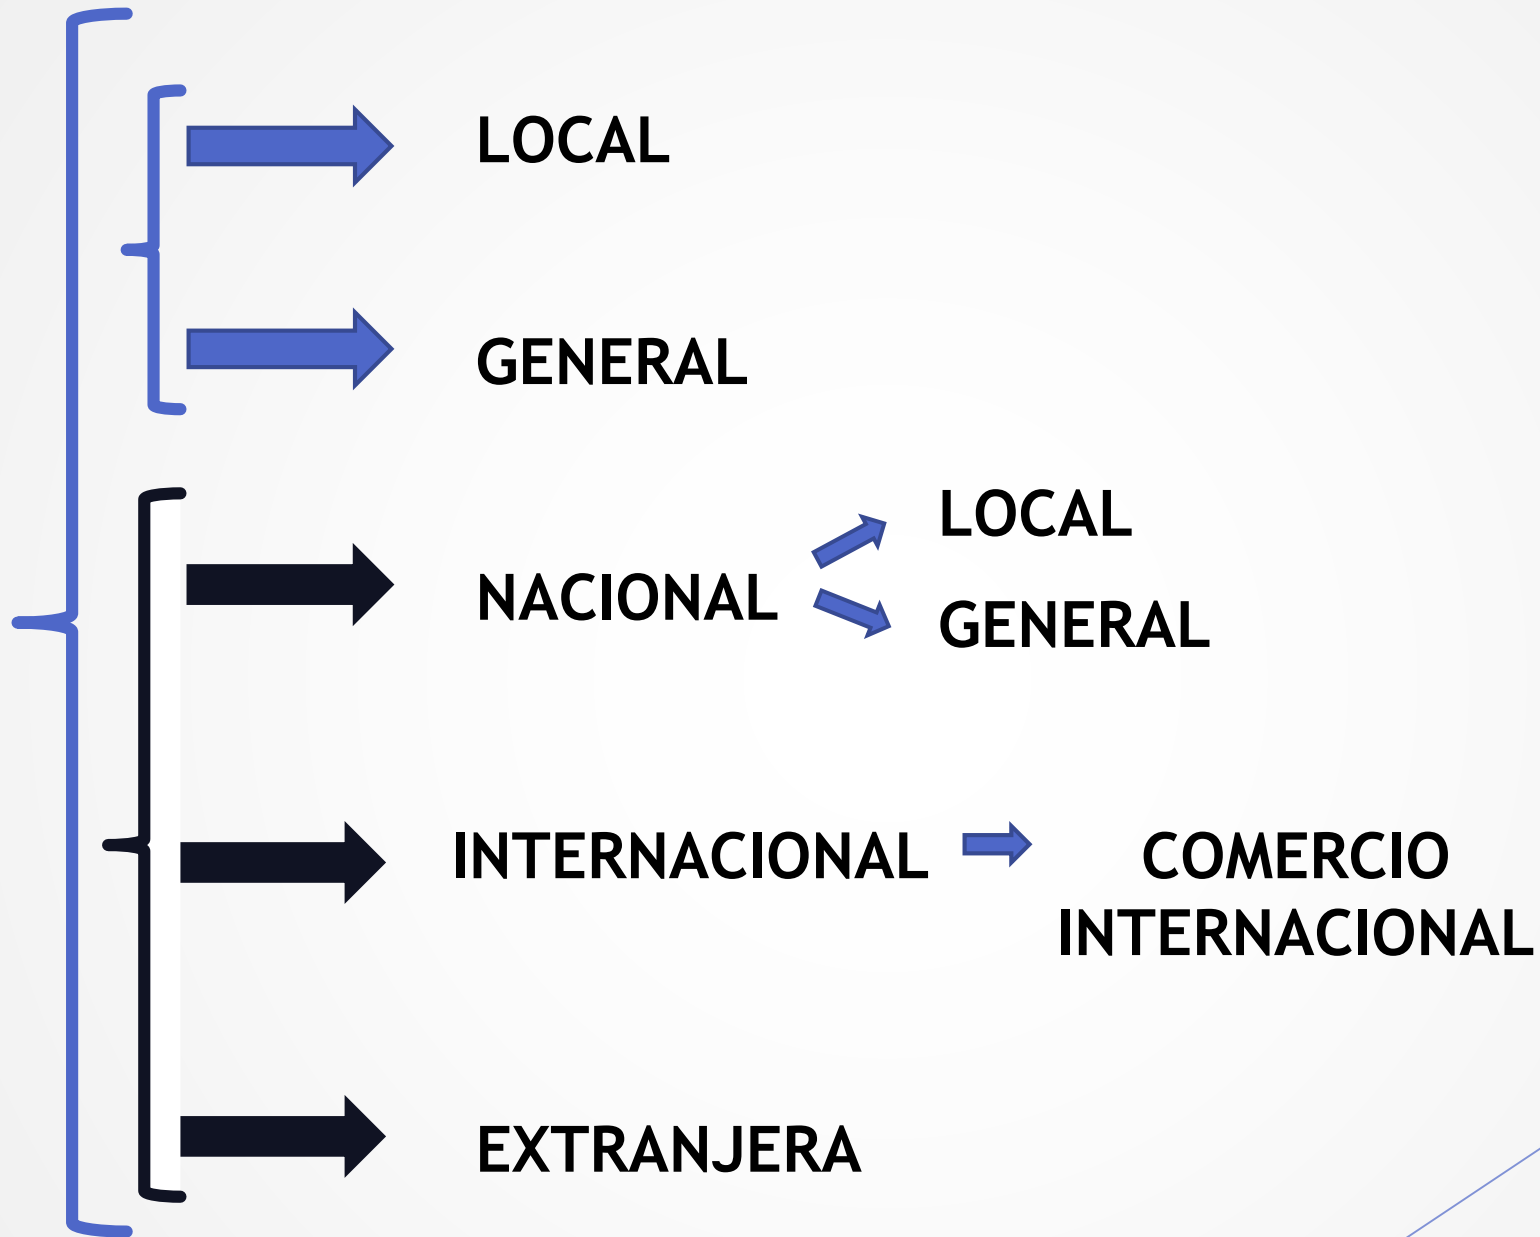 LOCAL
GENERAL
NACIONAL
LOCAL
GENERAL
INTERNACIONAL
COMERCIO
INTERNACIONAL
EXTRANJERA